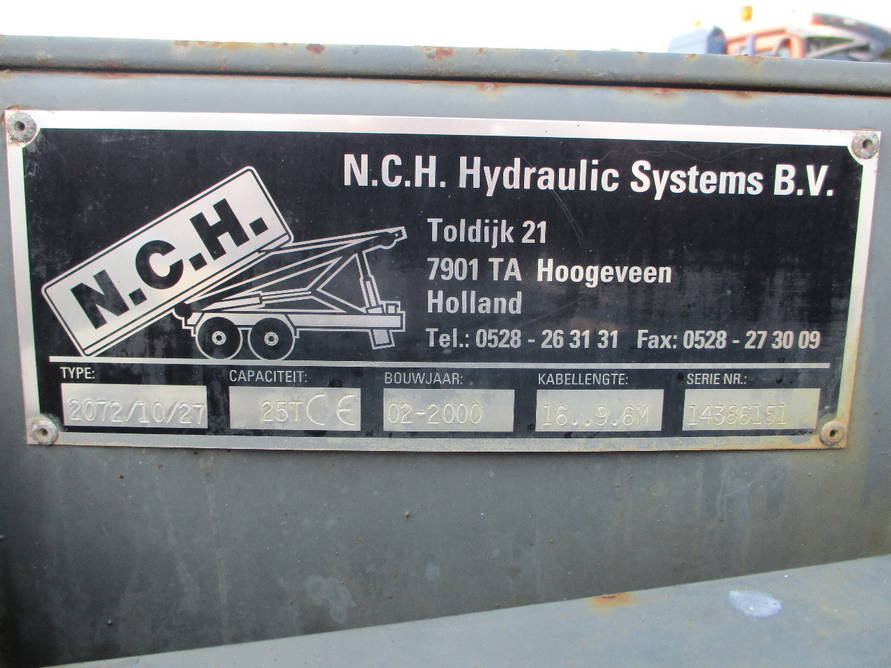 N.C.H. Hydraulic Systems B.V.
N.C.H.
Toldijk 21
7901 TA Hoogeveen
Holland
Tel.: 0528 - 26 31 31 Fax: 0528 - 27 30 09
TYPE: CAPACITEIT: BOUWJAAR: KABELLENGTE: SERIE NR.:
2072/10/27 25T CE 02-2000 16..9.6M 14386151